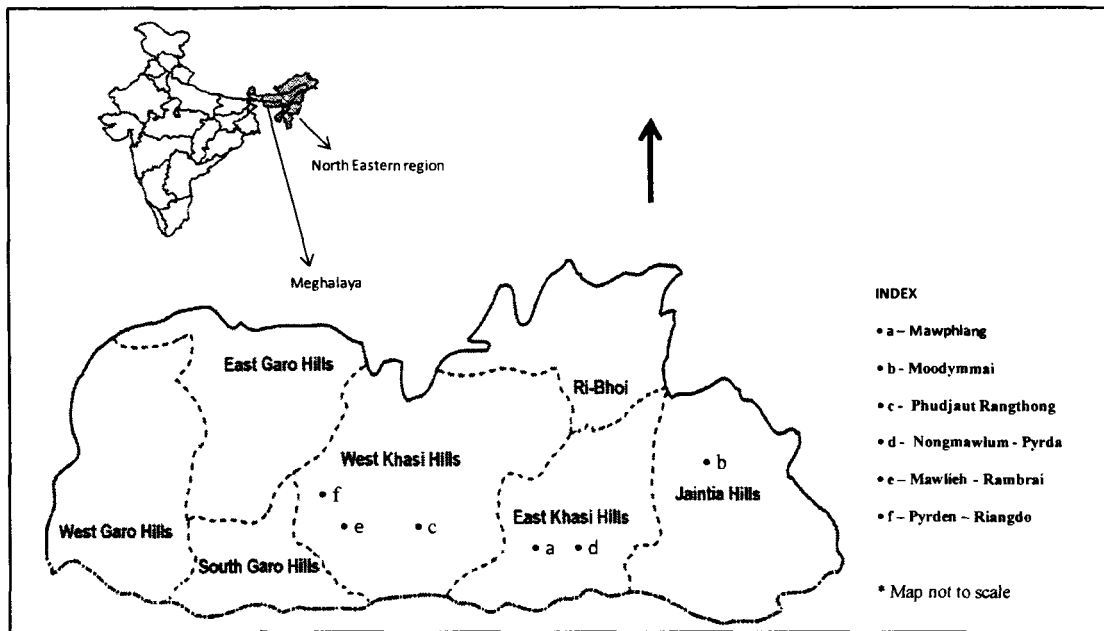 North Eastern region
Meghalaya
INDEX
• a – Mawphlang
East Garo Hills
• b - Moodymmai
Ri-Bhoi
• c - Phudjaut Rangthong
West Khasi Hills
• d - Nongmawlum - Pyrda
b
f
Jaintia Hills
• e – Mawlieh - Rambrai
West Garo Hills
e
c
East Khasi Hills
• f – Pyrden – Riangdo
a
d
South Garo Hills
* Map not to scale